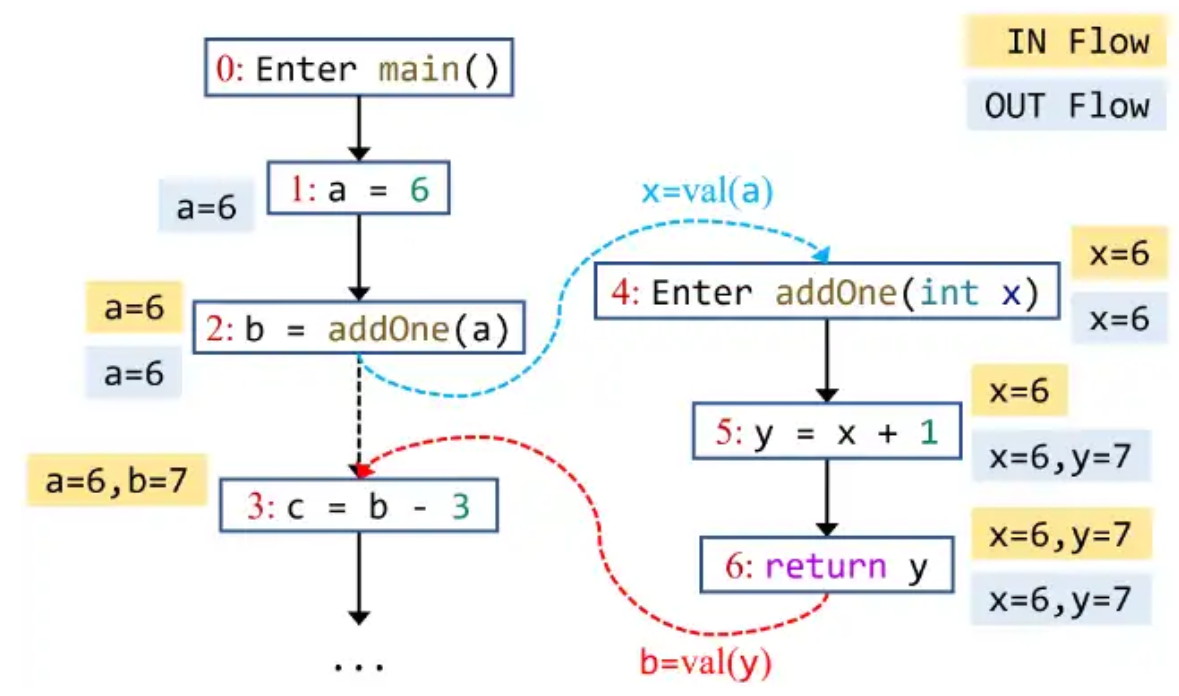 IN Flow
OUT Flow
0: Enter main()
1: a = 6
a=6
a=6
2: b = addOne(a)
a=6
a=6,b=7
3: c = b - 3
...
x=val(a)
4: Enter addOne(int x)
x=6
x=6
5: y = x + 1
x=6
x=6,y=7
6: return y
x=6,y=7
x=6,y=7
b=val(y)